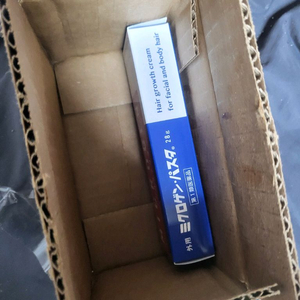 Hair growth cream
for facial and body hair
外用 ミクロゲン・パスタ® 28g
第1類医薬品